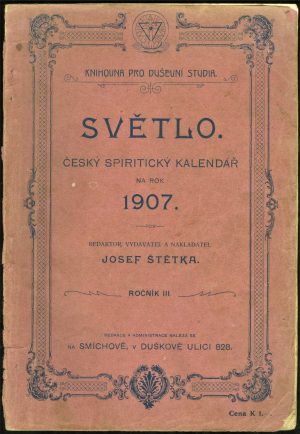 KNIHOVNA PRO DUŠEVNÍ STUDIA.
SVĚTLO.
ČESKÝ SPIRITICKÝ KALENDÁŘ
NA ROK
1907.
REDAKTOR, VYDAVATEL A NAKLADATEL
JOSEF ŠTĚTKA.
ROČNÍK III.
REDAKCE A ADMINISTRACE NALEZÁ SE
NA SMÍCHOVĚ, V DUŠKOVĚ ULICI 828.
Cena K 1.–